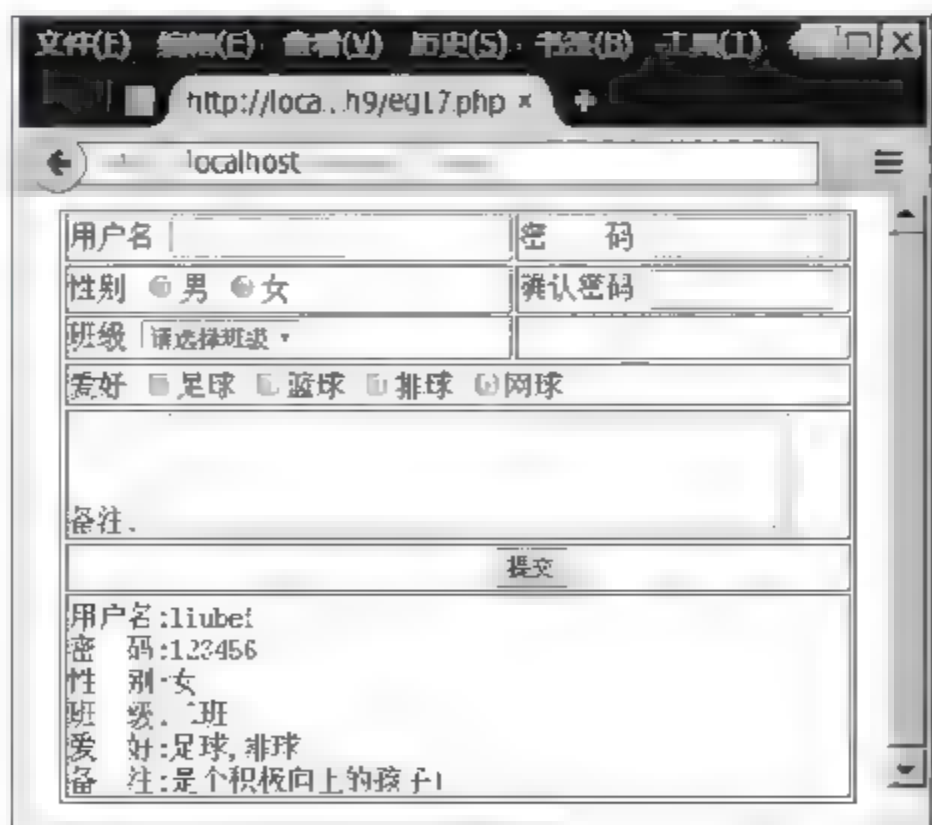 文件(F) 编辑(E) 查看(V) 历史(S) 书签(B) 工具(T)
http://loca...h9/eg17.php × +
localhost
用户名 密 码
性别 男 女 确认密码
班级 请选择班级
爱好 足球 篮球 排球 网球
备注
提交
用户名:liubei
密 码:123456
性 别:女
班 级: 班
爱 好:足球,排球
备 注:是个积极向上的孩子!